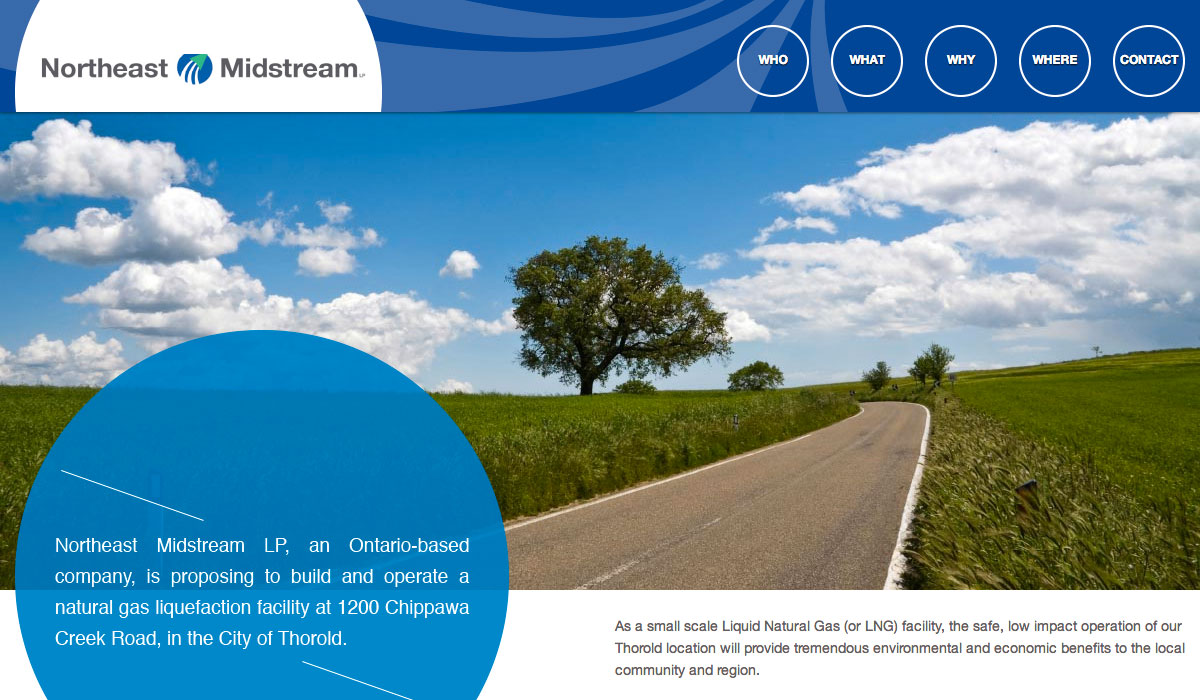 Northeast Midstream LP
WHO
WHAT
WHY
WHERE
CONTACT
Northeast Midstream LP, an Ontario-based
company, is proposing to build and operate a
natural gas liquefaction facility at 1200 Chippawa
Creek Road, in the City of Thorold.
As a small scale Liquid Natural Gas (or LNG) facility, the safe, low impact operation of our
Thorold location will provide tremendous environmental and economic benefits to the local
community and region.